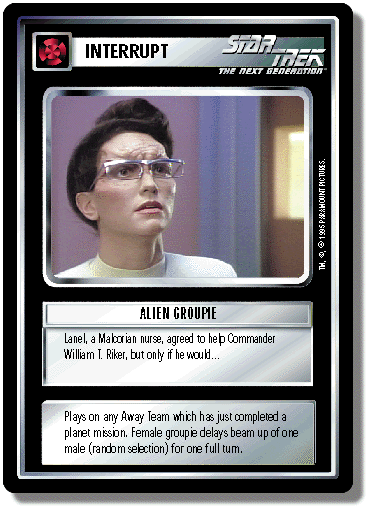 INTERRUPT
STAR TREK
THE NEXT GENERATION™
TM, ®, © 1995 PARAMOUNT PICTURES.
ALIEN GROUPIE
Lanel, a Malcorian nurse, agreed to help Commander
William T. Riker, but only if he would...
Plays on any Away Team which has just completed a
planet mission. Female groupie delays beam up of one
male (random selection) for one full turn.